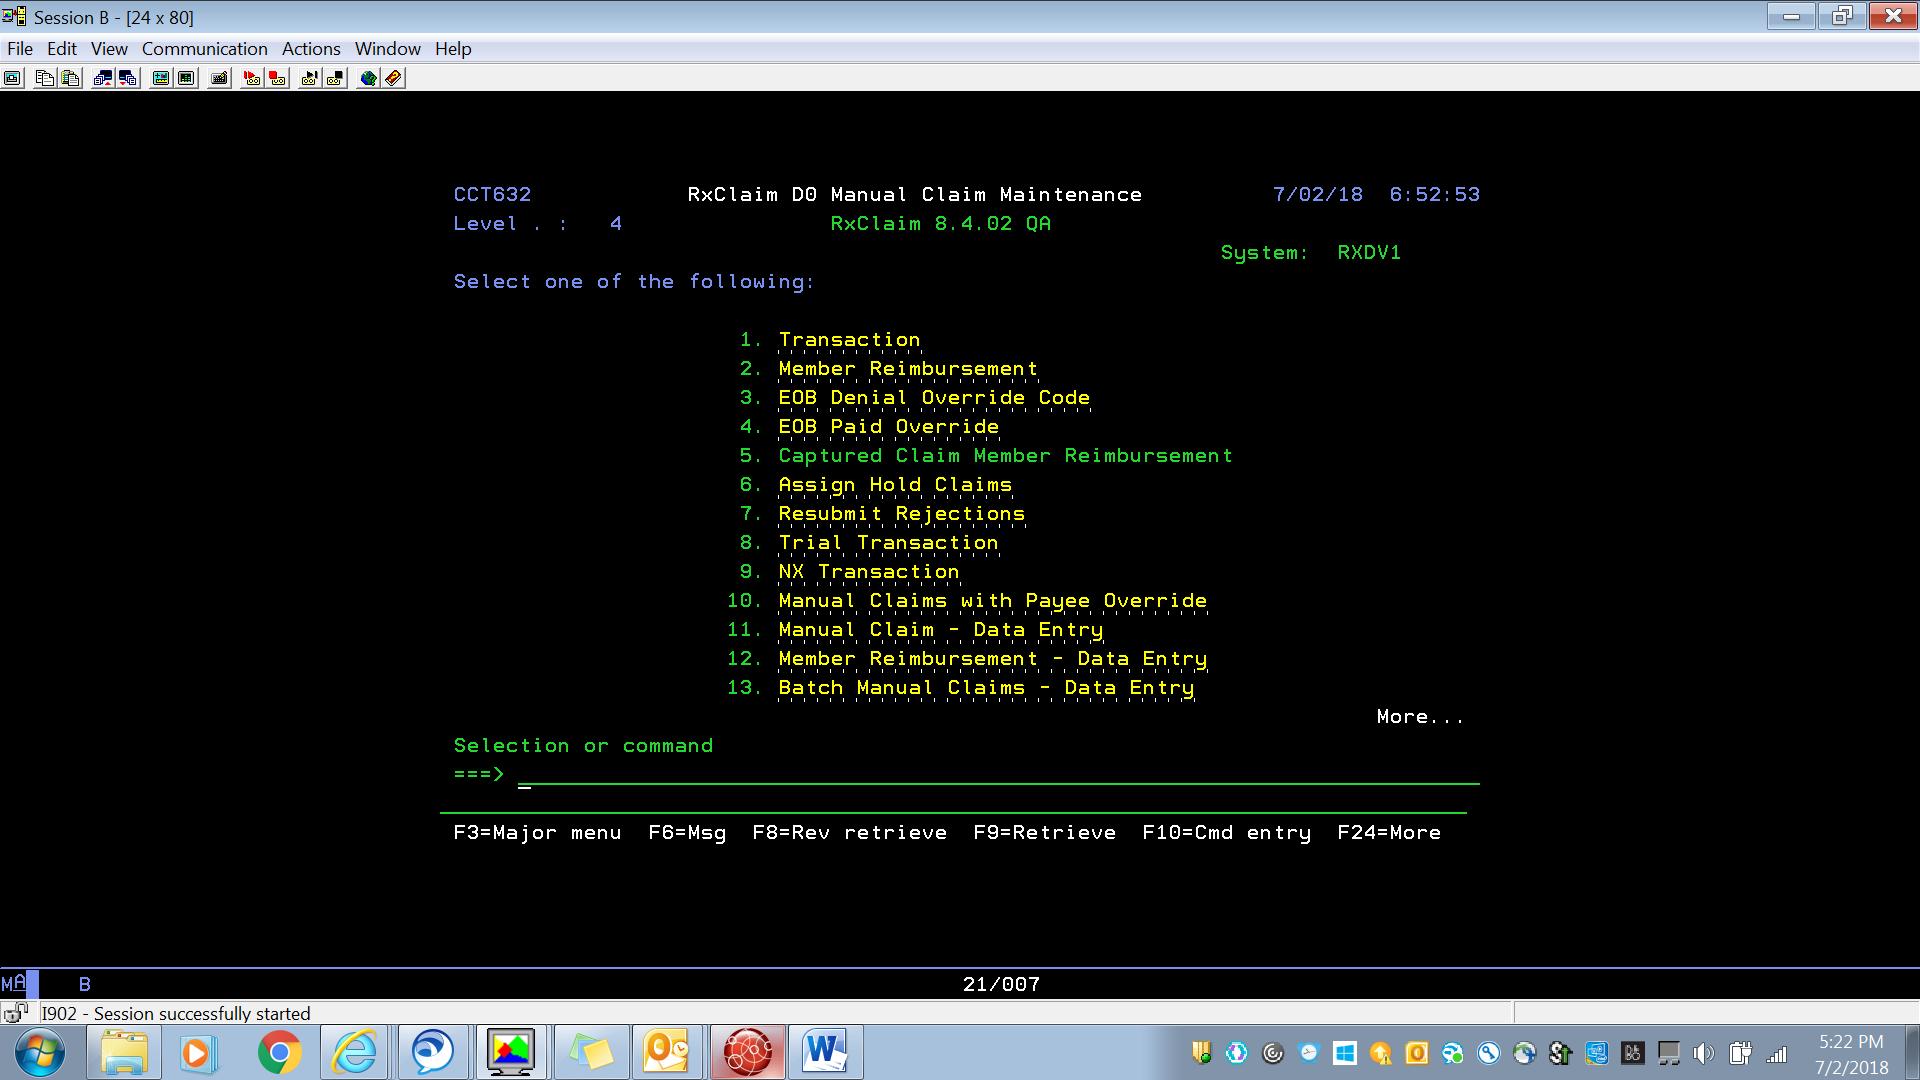 Session B - [24 x 80]
File Edit View Communication Actions Window Help
CCT632 RxClaim D0 Manual Claim Maintenance 7/02/18 6:52:53
Level . : 4 RxClaim 8.4.02 QA
System: RXDV1
Select one of the following:
1. Transaction
2. Member Reimbursement
3. EOB Denial Override Code
4. EOB Paid Override
5. Captured Claim Member Reimbursement
6. Assign Hold Claims
7. Resubmit Rejections
8. Trial Transaction
9. NX Transaction
10. Manual Claims with Payee Override
11. Manual Claim - Data Entry
12. Member Reimbursement - Data Entry
13. Batch Manual Claims - Data Entry
More...
Selection or command
===> _
F3=Major menu F6=Msg F8=Rev retrieve F9=Retrieve F10=Cmd entry F24=More
MA B 21/007
I902 - Session successfully started
5:22 PM
7/2/2018